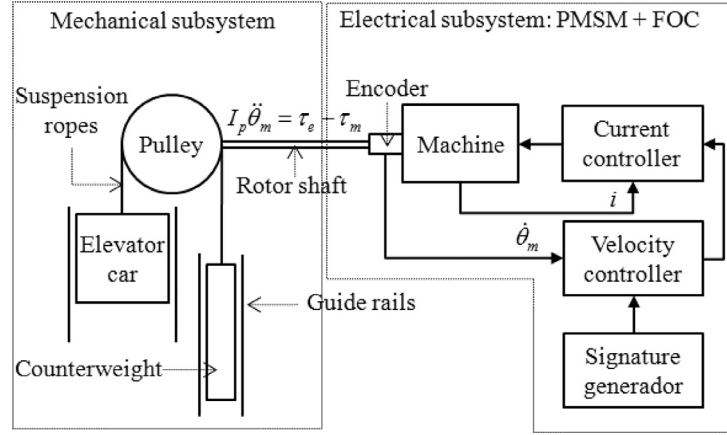 Mechanical subsystem
Electrical subsystem: PMSM + FOC
Suspension
ropes
Pulley
I_p θ̈_m = τ_e − τ_m
Rotor shaft
Encoder
Machine
Current
controller
i
θ̇_m
Velocity
controller
Elevator
car
Guide rails
Counterweight
Signature
generador